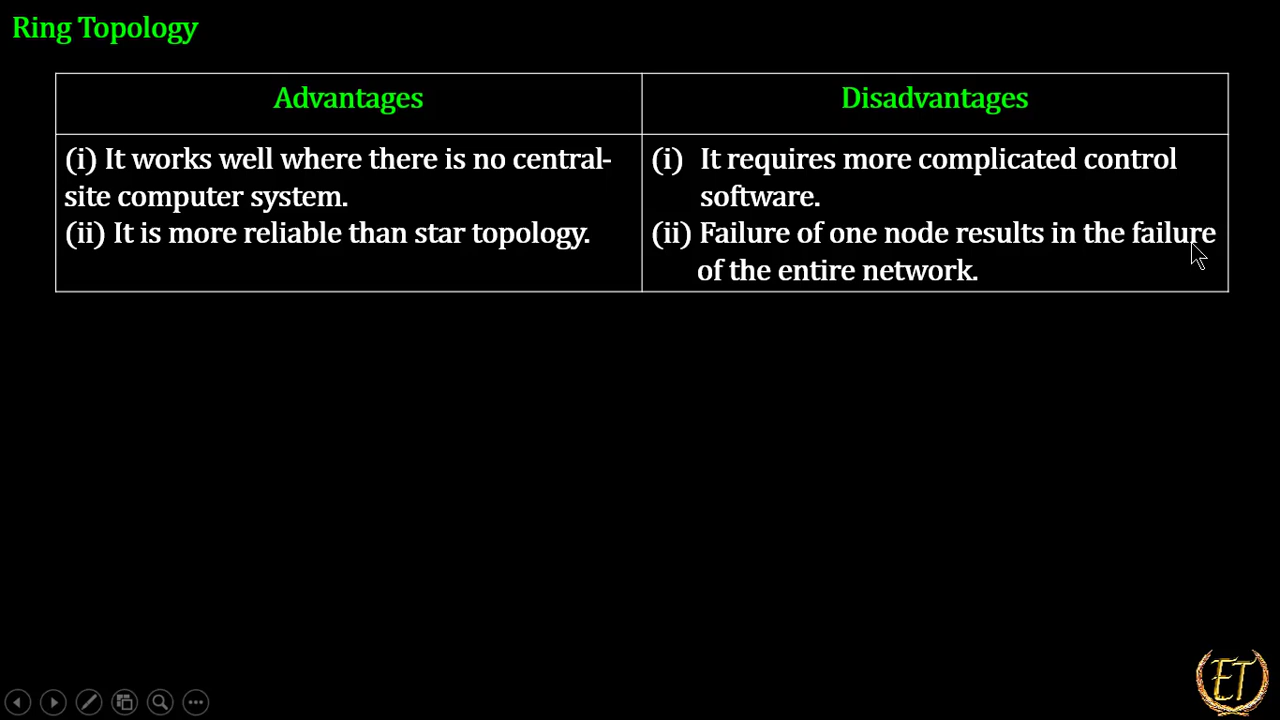 Ring Topology
Advantages
Disadvantages
(i) It works well where there is no central-
site computer system.
(ii) It is more reliable than star topology.
(i) It requires more complicated control
software.
(ii) Failure of one node results in the failure
of the entire network.
ET